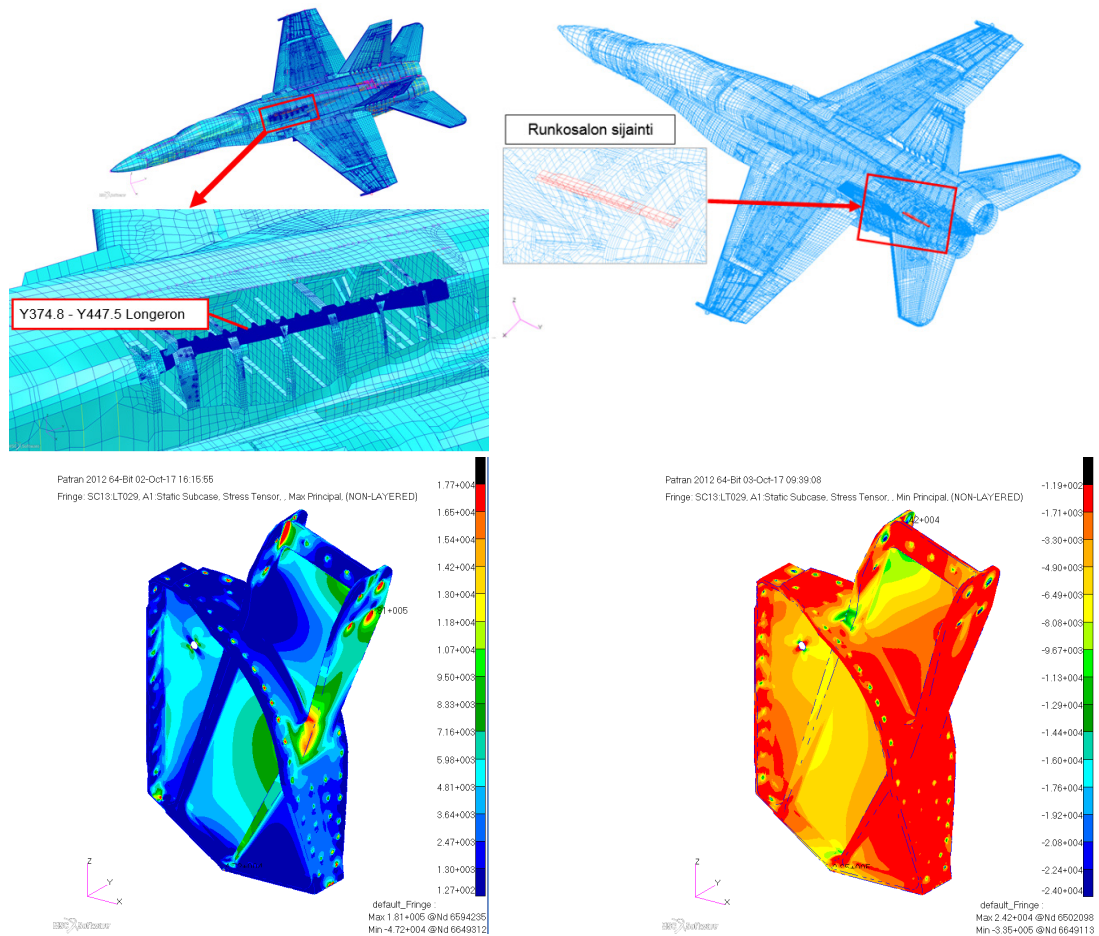 Runkosalon sijainti
Y374.8 - Y447.5 Longeron
Patran 2012 64-Bit 02-Oct-17 16:15:55
Fringe: SC13:LT029, A1:Static Subcase, Stress Tensor, , Max Principal, (NON-LAYERED)
1.77+004
1.65+004
1.54+004
1.42+004
1.30+004
1.18+004
1.07+004
9.50+003
8.33+003
7.16+003
5.98+003
4.81+003
3.64+003
2.47+003
1.30+003
1.27+002
Z
Y
X
default_Fringe :
Max 1.81+005 @Nd 6594235
Min -4.72+004 @Nd 6649312
Patran 2012 64-Bit 03-Oct-17 09:39:08
Fringe: SC13:LT029, A1:Static Subcase, Stress Tensor, , Min Principal, (NON-LAYERED)
-1.19+002
-1.71+003
-3.30+003
-4.90+003
-6.49+003
-8.08+003
-9.67+003
-1.13+004
-1.28+004
-1.44+004
-1.60+004
-1.76+004
-1.92+004
-2.08+004
-2.24+004
-2.40+004
Z
Y
X
default_Fringe :
Max 2.42+004 @Nd 6502098
Min -3.35+005 @Nd 6649113